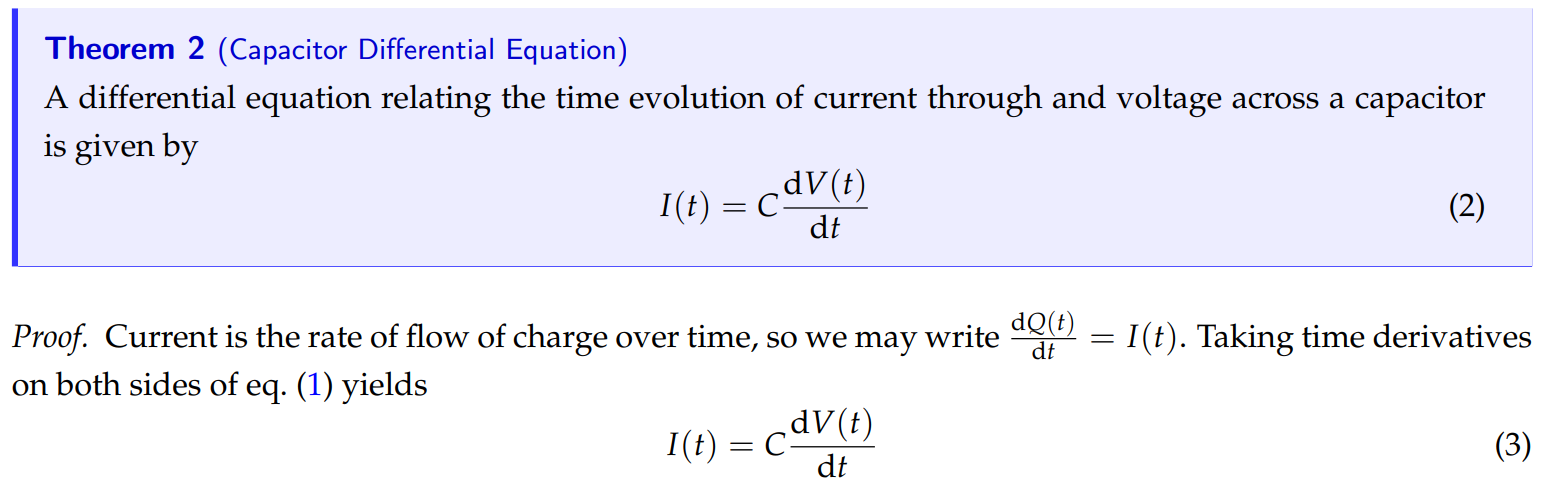 Theorem 2 (Capacitor Differential Equation)
A differential equation relating the time evolution of current through and voltage across a capacitor
is given by
I(t) = C dV(t)/dt (2)
Proof. Current is the rate of flow of charge over time, so we may write dQ(t)/dt = I(t). Taking time derivatives
on both sides of eq. (1) yields
I(t) = C dV(t)/dt (3)